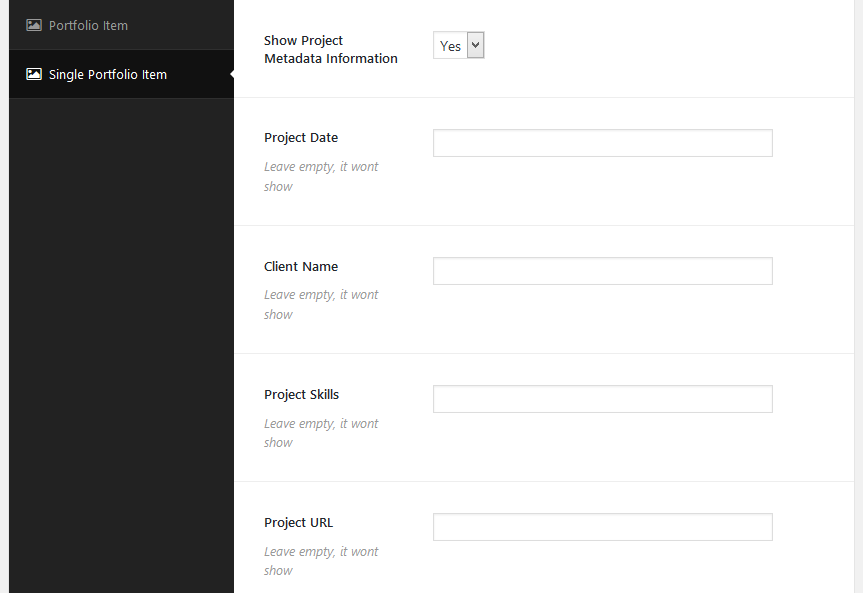 Portfolio Item
Single Portfolio Item
Show Project
Metadata Information
Yes
Project Date
Leave empty, it wont
show
Client Name
Leave empty, it wont
show
Project Skills
Leave empty, it wont
show
Project URL
Leave empty, it wont
show